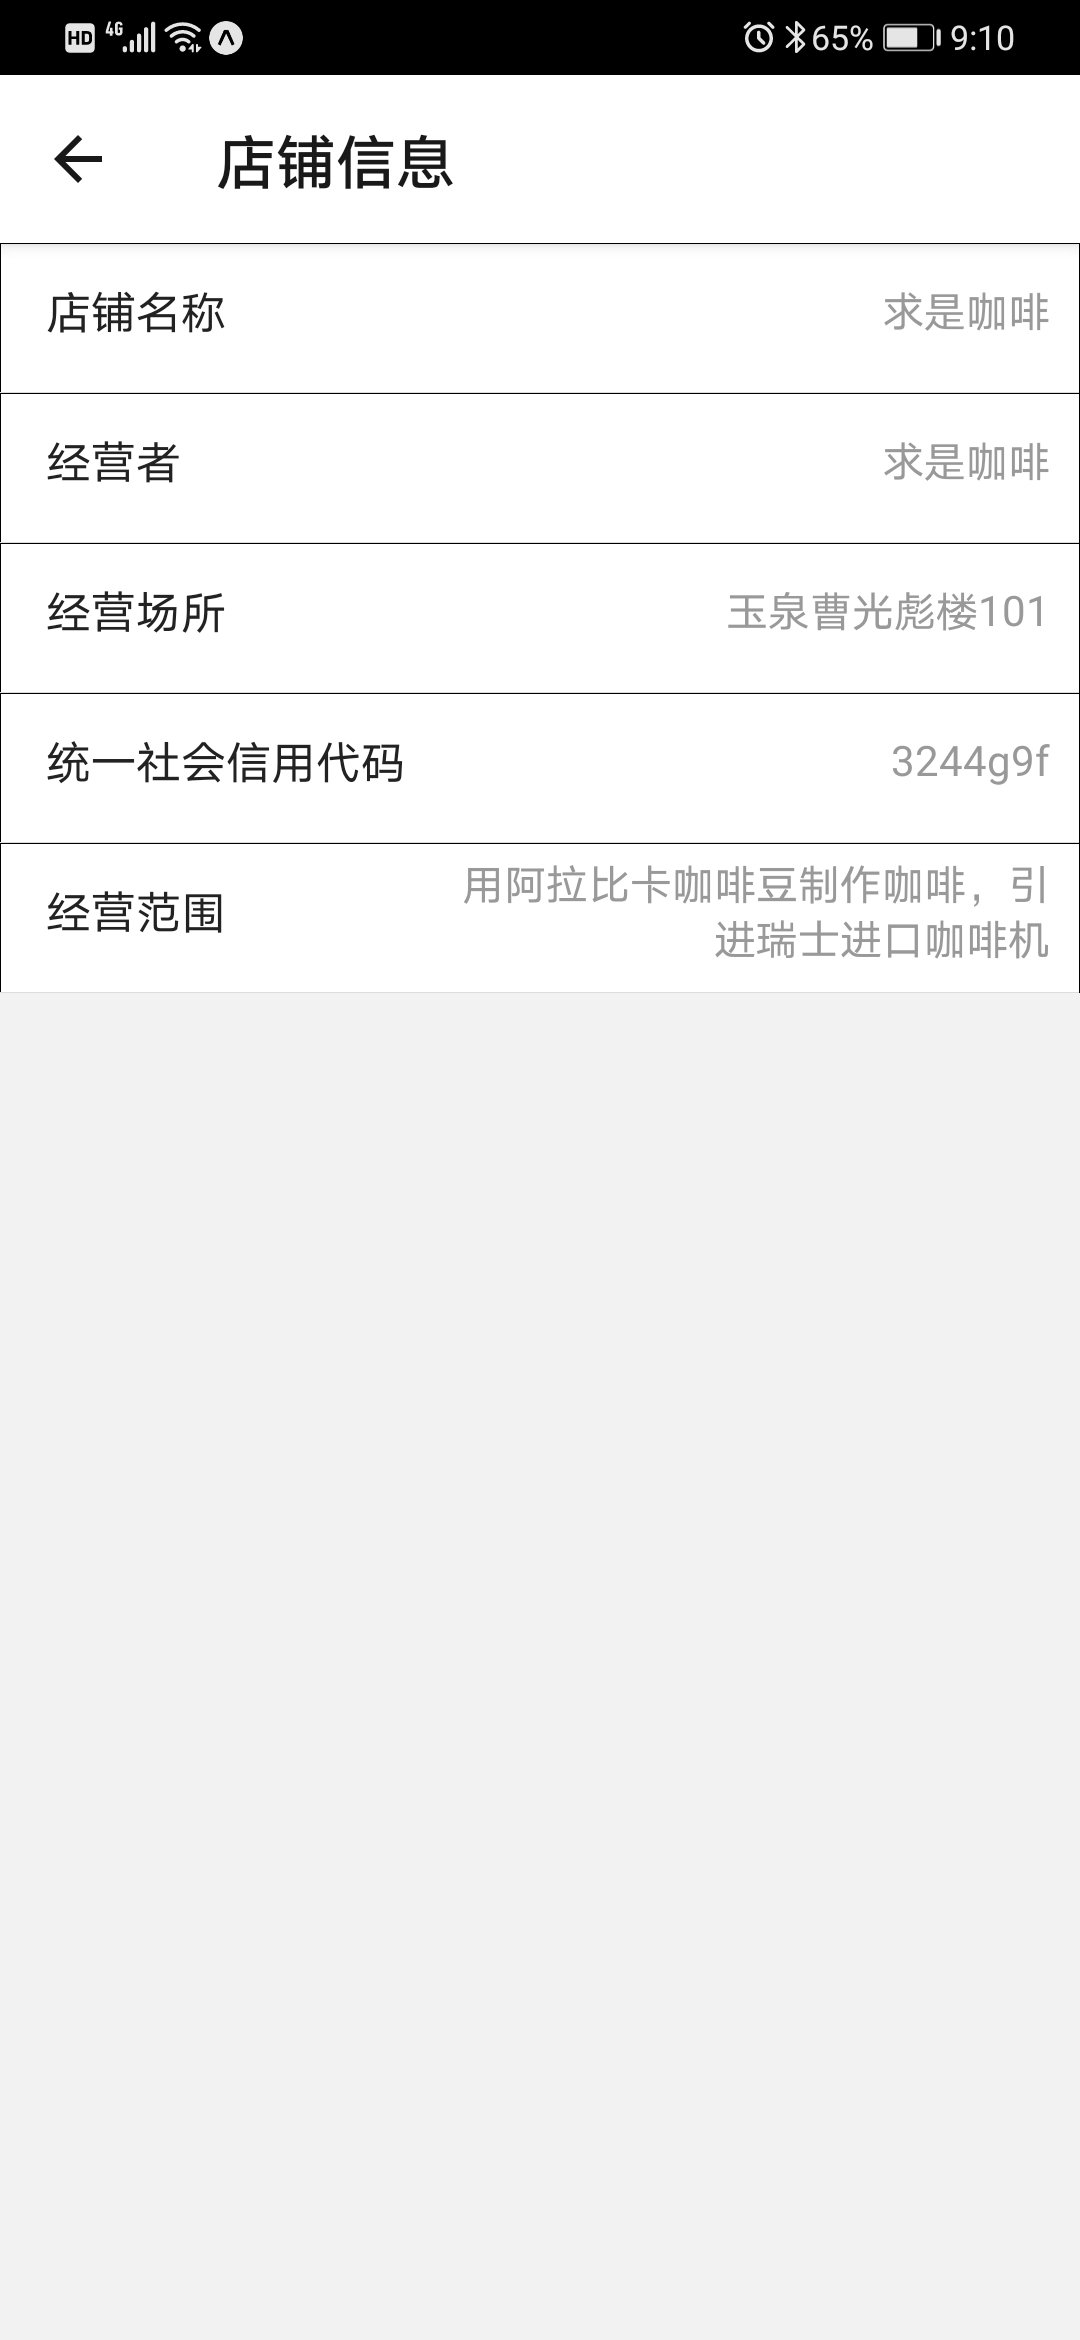 HD 4G 65% 9:10
店铺信息
店铺名称 求是咖啡
经营者 求是咖啡
经营场所 玉泉曹光彪楼101
统一社会信用代码 3244g9f
经营范围 用阿拉比卡咖啡豆制作咖啡，引
进瑞士进口咖啡机